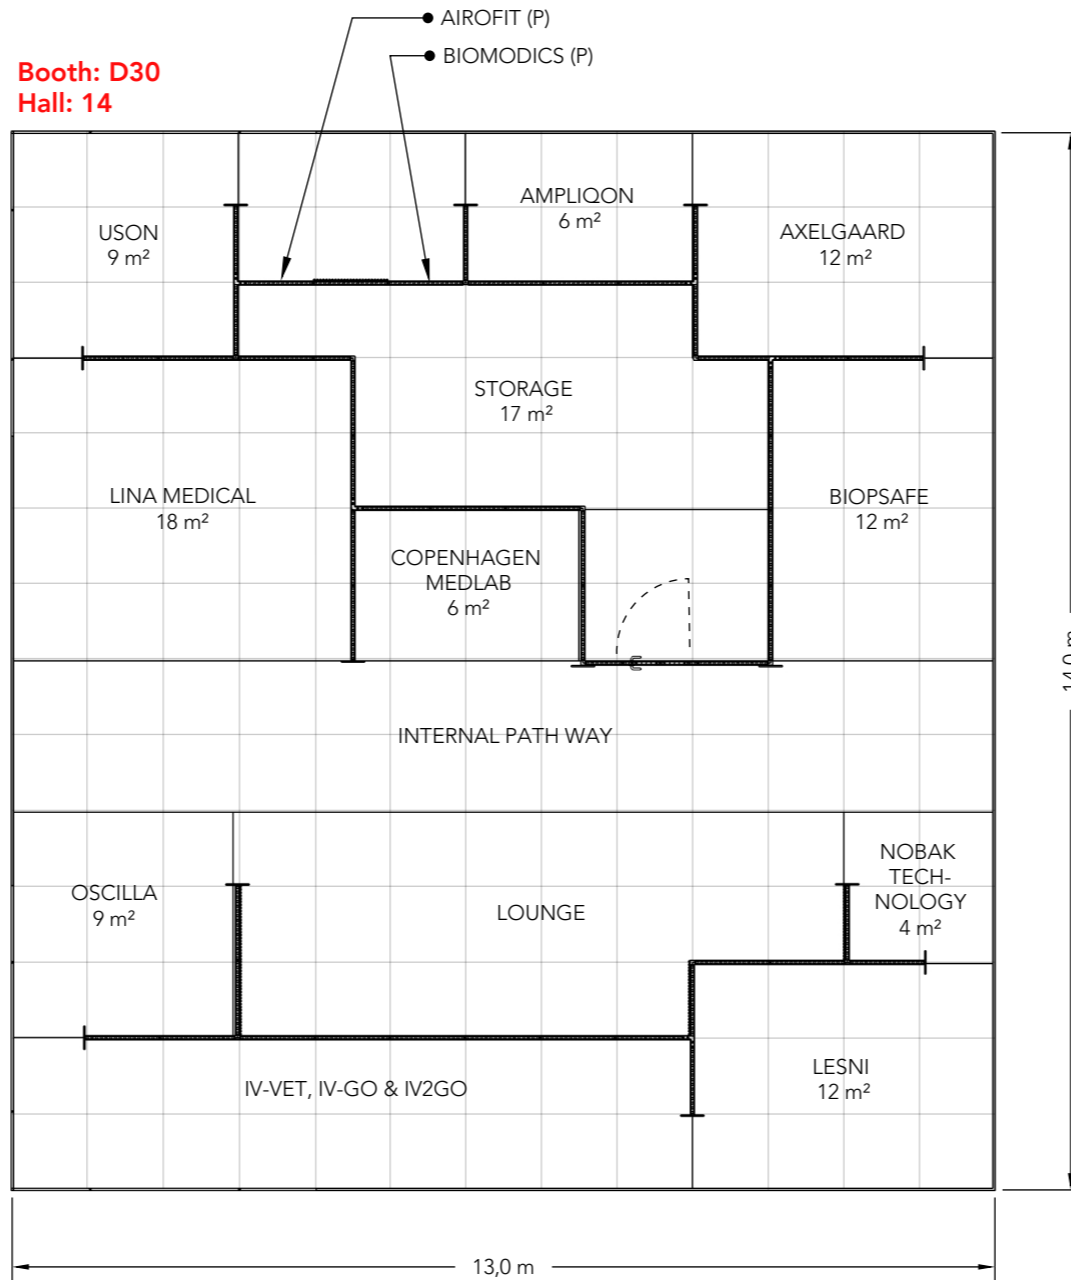 AIROFIT (P)
BIOMODICS (P)
Booth: D30
Hall: 14
AMPLIQON
6 m²
USON
9 m²
AXELGAARD
12 m²
STORAGE
17 m²
LINA MEDICAL
18 m²
BIOPSAFE
12 m²
COPENHAGEN
MEDLAB
6 m²
14,0 m
INTERNAL PATH WAY
NOBAK
TECH-
NOLOGY
4 m²
OSCILLA
9 m²
LOUNGE
LESNI
12 m²
IV-VET, IV-GO & IV2GO
13,0 m